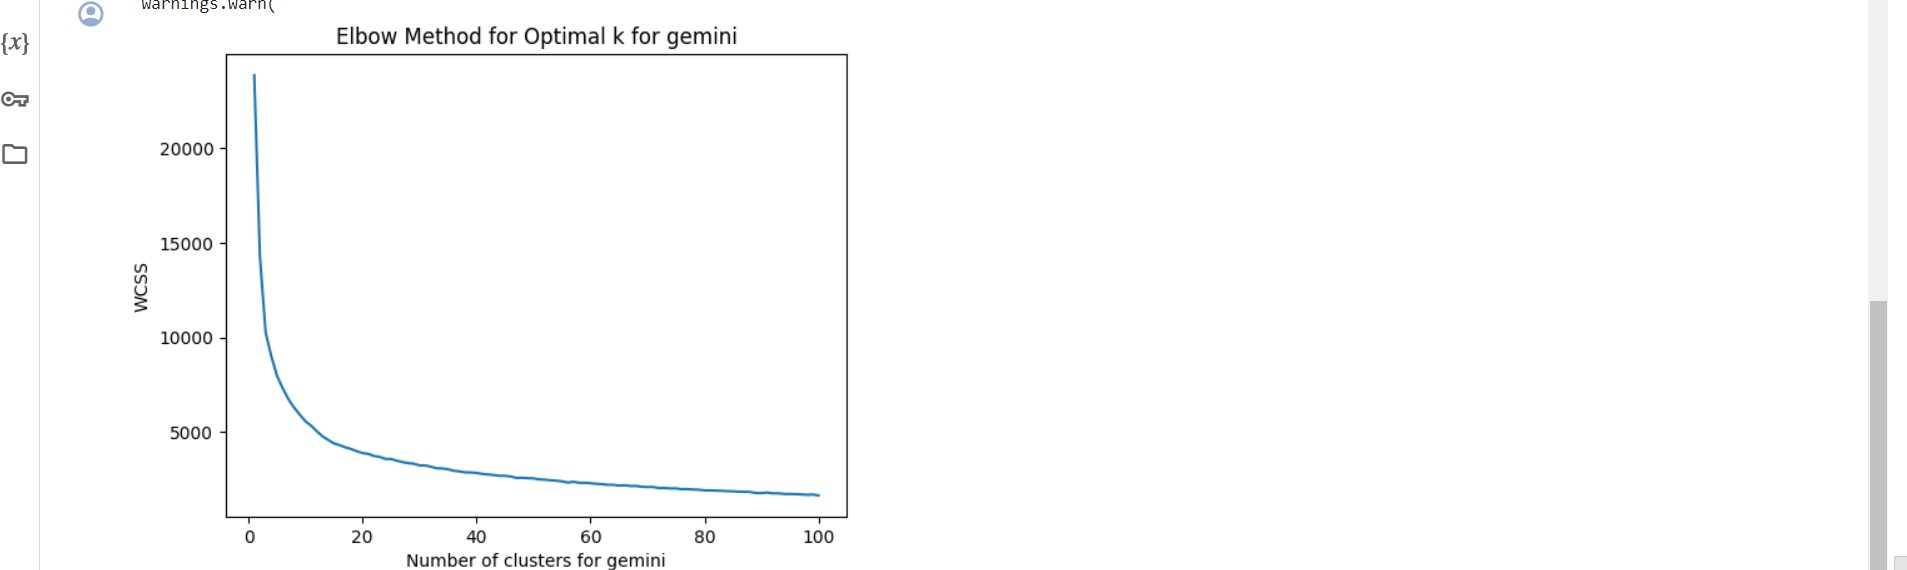 warnings.warn(
{x}
Elbow Method for Optimal k for gemini
20000
15000
10000
5000
WCSS
0 20 40 60 80 100
Number of clusters for gemini